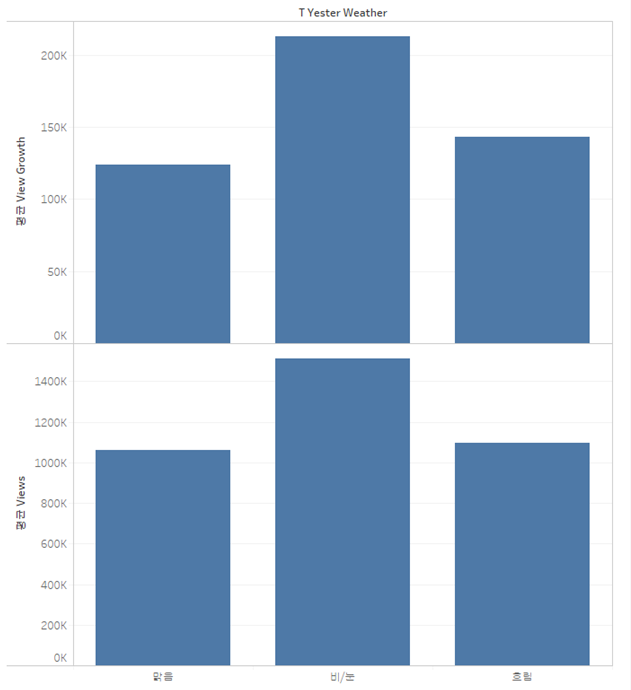 T Yester Weather
평균 View Growth
200K
150K
100K
50K
0K
평균 Views
1400K
1200K
1000K
800K
600K
400K
200K
0K
맑음 비/눈 흐림